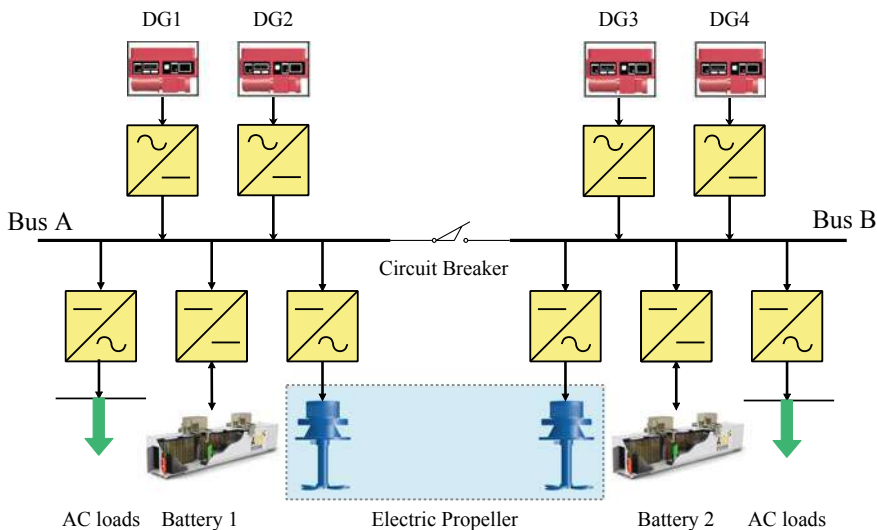 DG1 DG2 DG3 DG4
Bus A Bus B
Circuit Breaker
AC loads Battery 1 Electric Propeller Battery 2 AC loads